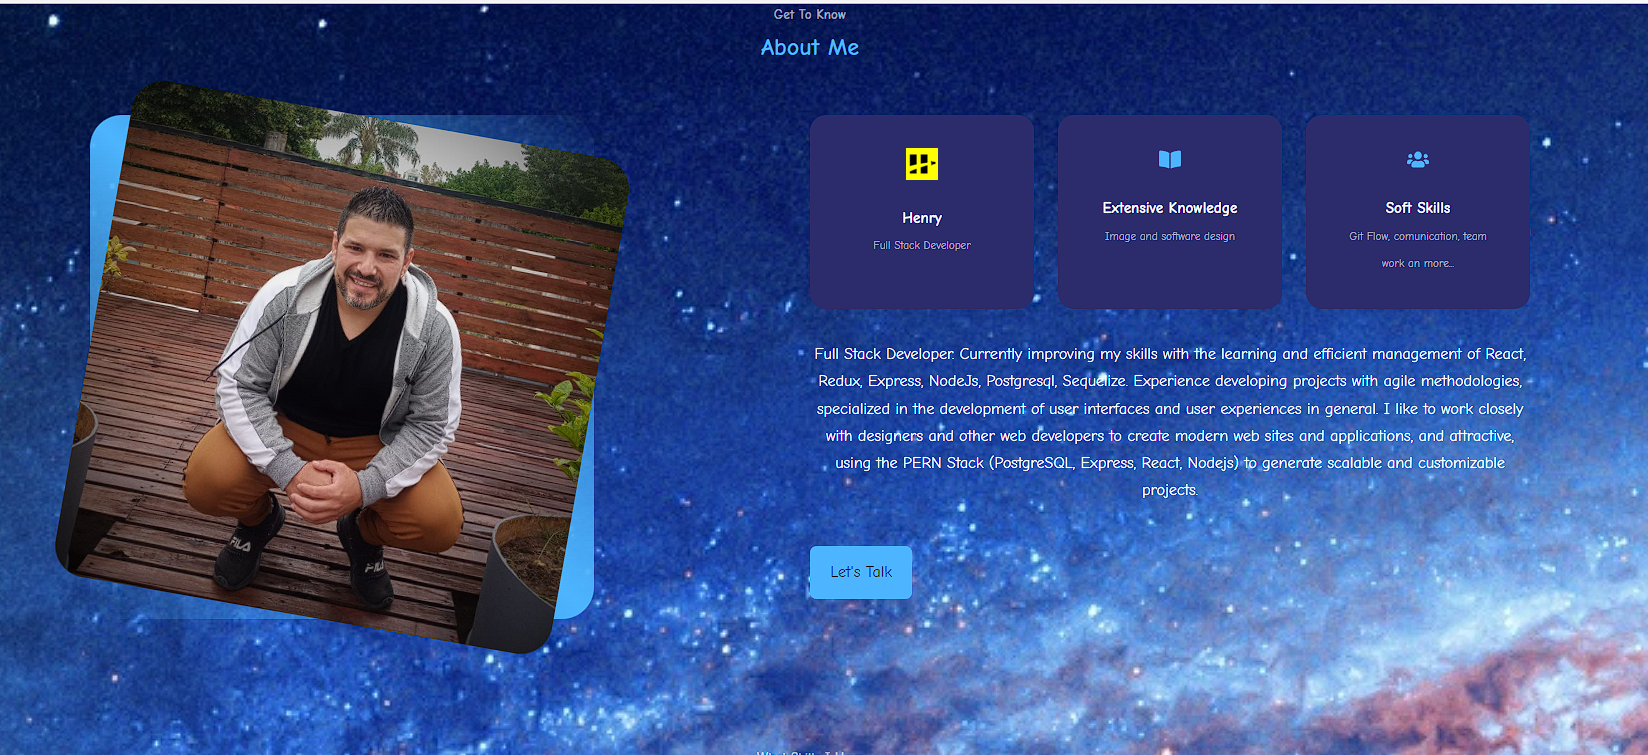 Get To Know
About Me
Henry
Full Stack Developer
Extensive Knowledge
Image and software design
Soft Skills
Git Flow, comunication, team
work an more...
Full Stack Developer. Currently improving my skills with the learning and efficient management of React,
Redux, Express, NodeJs, Postgresql, Sequelize. Experience developing projects with agile methodologies,
specialized in the development of user interfaces and user experiences in general. I like to work closely
with designers and other web developers to create modern web sites and applications, and attractive,
using the PERN Stack (PostgreSQL, Express, React, Nodejs) to generate scalable and customizable
projects.
Let's Talk
FILA
FILA